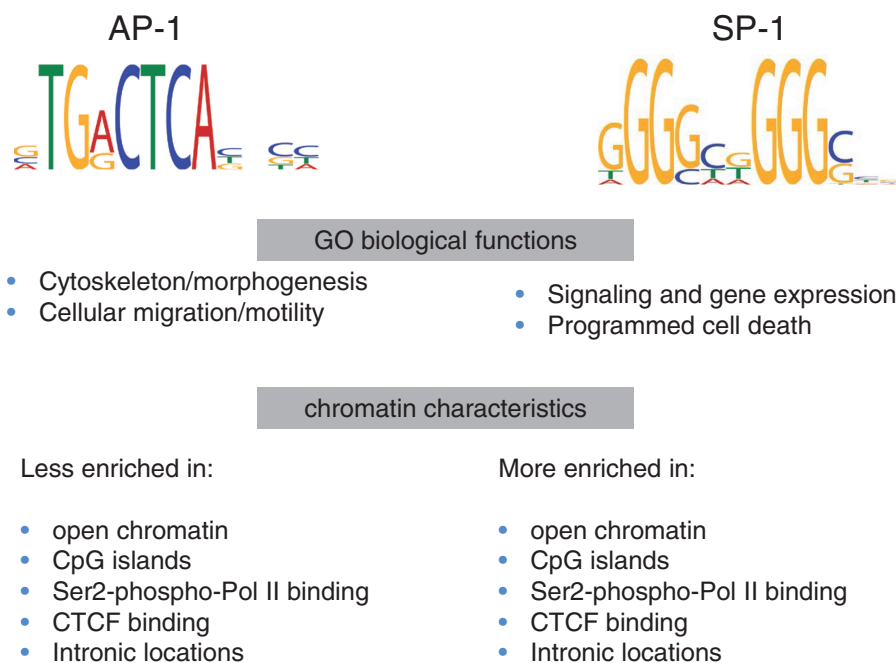 AP-1
SP-1
TGACTCA
GGGCGGGGC
GO biological functions
• Cytoskeleton/morphogenesis
• Cellular migration/motility
• Signaling and gene expression
• Programmed cell death
chromatin characteristics
Less enriched in:
• open chromatin
• CpG islands
• Ser2-phospho-Pol II binding
• CTCF binding
• Intronic locations
More enriched in:
• open chromatin
• CpG islands
• Ser2-phospho-Pol II binding
• CTCF binding
• Intronic locations